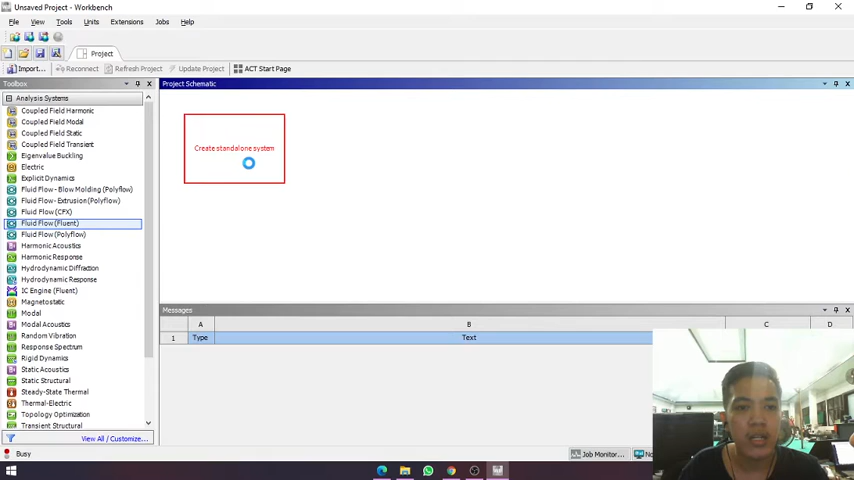 Unsaved Project - Workbench
File View Tools Units Extensions Jobs Help
Project
Import... Reconnect Refresh Project Update Project ACT Start Page
Toolbox
Project Schematic
Analysis Systems
Coupled Field Harmonic
Coupled Field Modal
Coupled Field Static
Coupled Field Transient
Eigenvalue Buckling
Electric
Explicit Dynamics
Fluid Flow - Blow Molding (Polyflow)
Fluid Flow - Extrusion (Polyflow)
Fluid Flow (CFX)
Fluid Flow (Fluent)
Fluid Flow (Polyflow)
Harmonic Acoustics
Harmonic Response
Hydrodynamic Diffraction
Hydrodynamic Response
IC Engine (Fluent)
Magnetostatic
Modal
Modal Acoustics
Random Vibration
Response Spectrum
Rigid Dynamics
Static Acoustics
Static Structural
Steady-State Thermal
Thermal-Electric
Topology Optimization
Transient Structural
View All / Customize...
Create standalone system
Messages
A B C D
1 Type Text
Busy
Job Monitor...